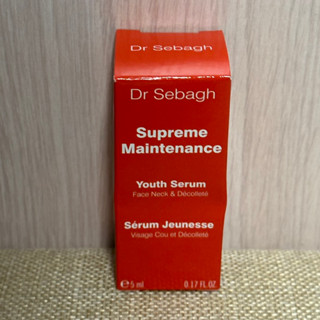 Dr Sebagh
Dr Sebagh
Supreme
Maintenance
Youth Serum
Face Neck & Décolleté
Sérum Jeunesse
Visage Cou et Décolleté
℮5 ml 0.17 FL.OZ